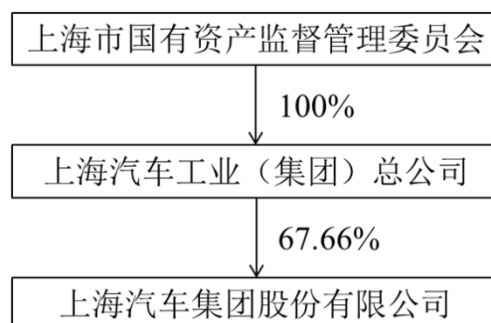 上海市国有资产监督管理委员会
100%
上海汽车工业（集团）总公司
67.66%
上海汽车集团股份有限公司